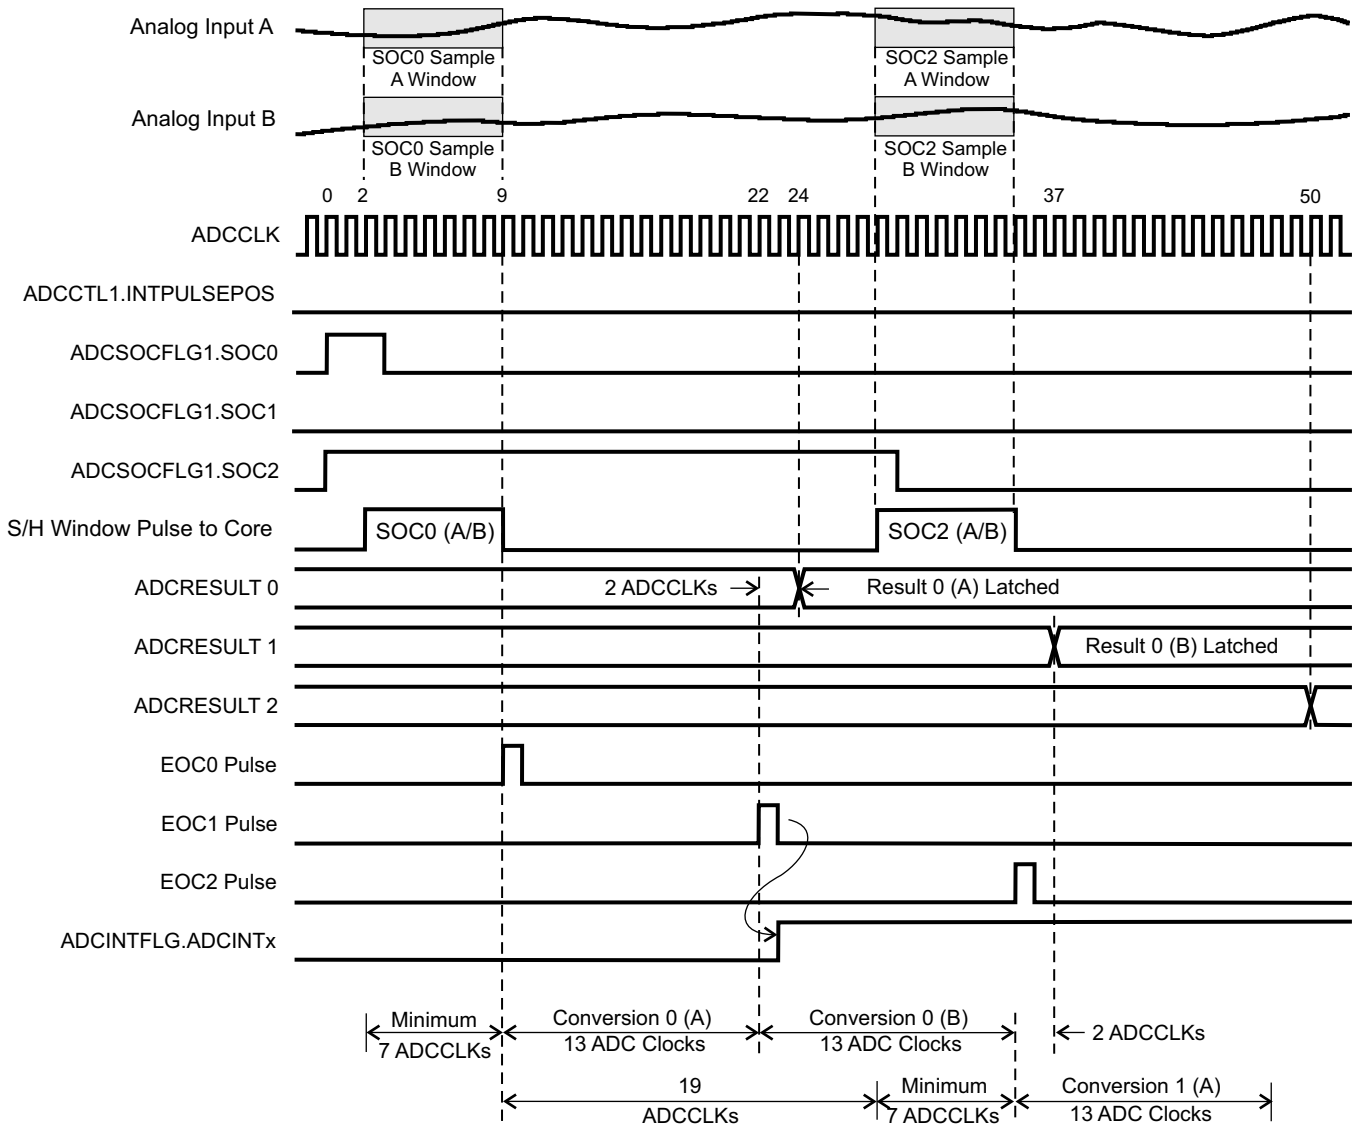 Analog Input A
SOC0 Sample
A Window
SOC2 Sample
A Window
Analog Input B
SOC0 Sample
B Window
SOC2 Sample
B Window
0 2 9 22 24 37 50
ADCCLK
ADCCTL1.INTPULSEPOS
ADCSOCFLG1.SOC0
ADCSOCFLG1.SOC1
ADCSOCFLG1.SOC2
S/H Window Pulse to Core
SOC0 (A/B)
SOC2 (A/B)
ADCRESULT 0
2 ADCCLKs
Result 0 (A) Latched
ADCRESULT 1
Result 0 (B) Latched
ADCRESULT 2
EOC0 Pulse
EOC1 Pulse
EOC2 Pulse
ADCINTFLG.ADCINTx
Minimum
7 ADCCLKs
Conversion 0 (A)
13 ADC Clocks
Conversion 0 (B)
13 ADC Clocks
2 ADCCLKs
19
ADCCLKs
Minimum
7 ADCCLKs
Conversion 1 (A)
13 ADC Clocks